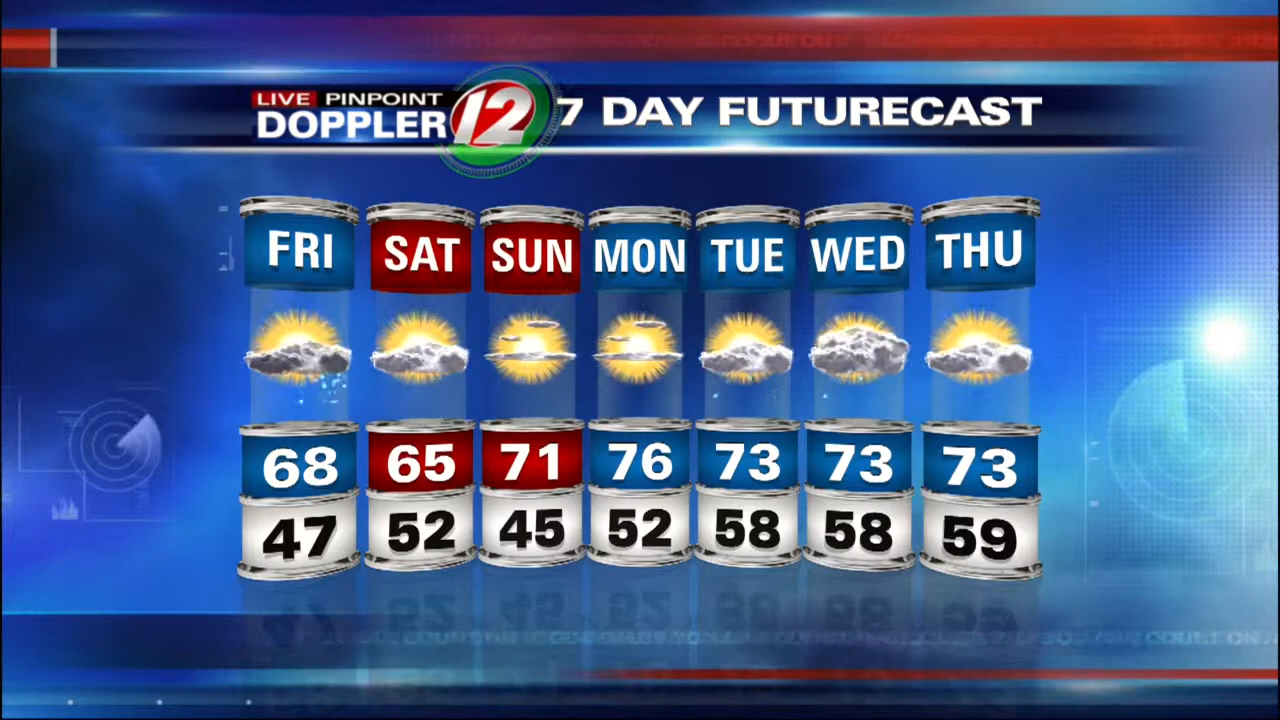 LIVE PINPOINT
DOPPLER 12 7 DAY FUTURECAST
FRI SAT SUN MON TUE WED THU
68 65 71 76 73 73 73
47 52 45 52 58 58 59